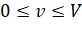 0 ≤ v ≤ V